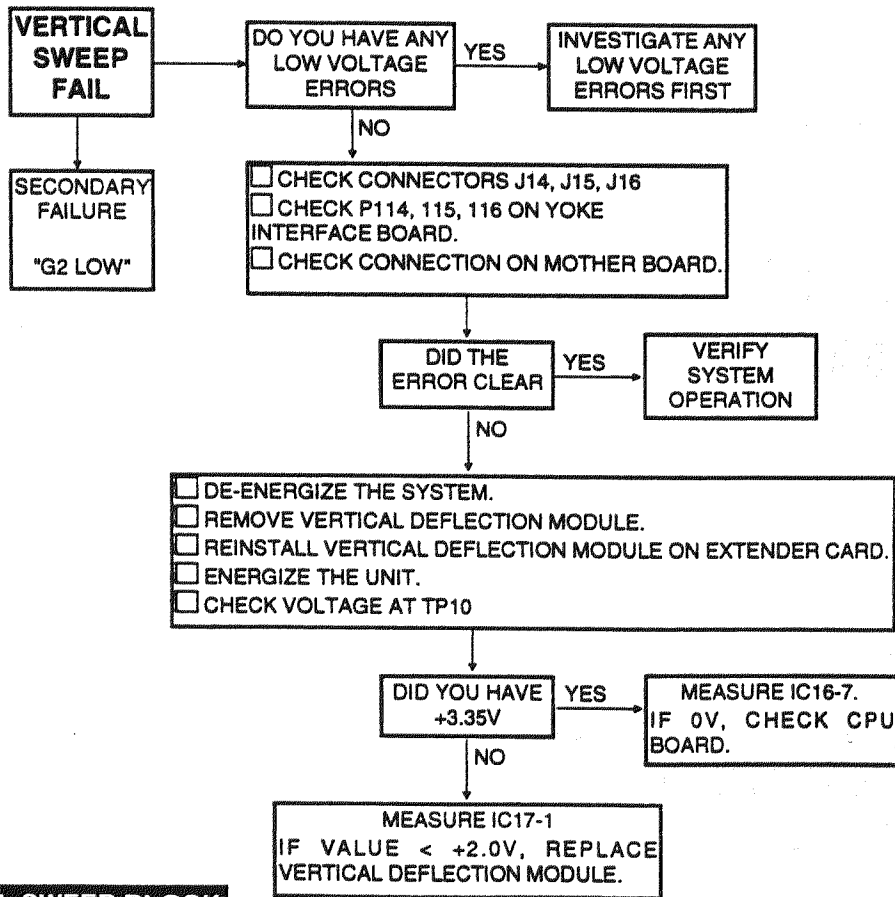 VERTICAL
SWEEP
FAIL
DO YOU HAVE ANY
LOW VOLTAGE
ERRORS
YES
INVESTIGATE ANY
LOW VOLTAGE
ERRORS FIRST
NO
SECONDARY
FAILURE
"G2 LOW"
CHECK CONNECTORS J14, J15, J16
CHECK P114, 115, 116 ON YOKE
INTERFACE BOARD.
CHECK CONNECTION ON MOTHER BOARD.
DID THE
ERROR CLEAR
YES
VERIFY
SYSTEM
OPERATION
NO
DE-ENERGIZE THE SYSTEM.
REMOVE VERTICAL DEFLECTION MODULE.
REINSTALL VERTICAL DEFLECTION MODULE ON EXTENDER CARD.
ENERGIZE THE UNIT.
CHECK VOLTAGE AT TP10
DID YOU HAVE
+3.35V
YES
MEASURE IC16-7.
IF 0V, CHECK CPU
BOARD.
NO
MEASURE IC17-1
IF VALUE < +2.0V, REPLACE
VERTICAL DEFLECTION MODULE.